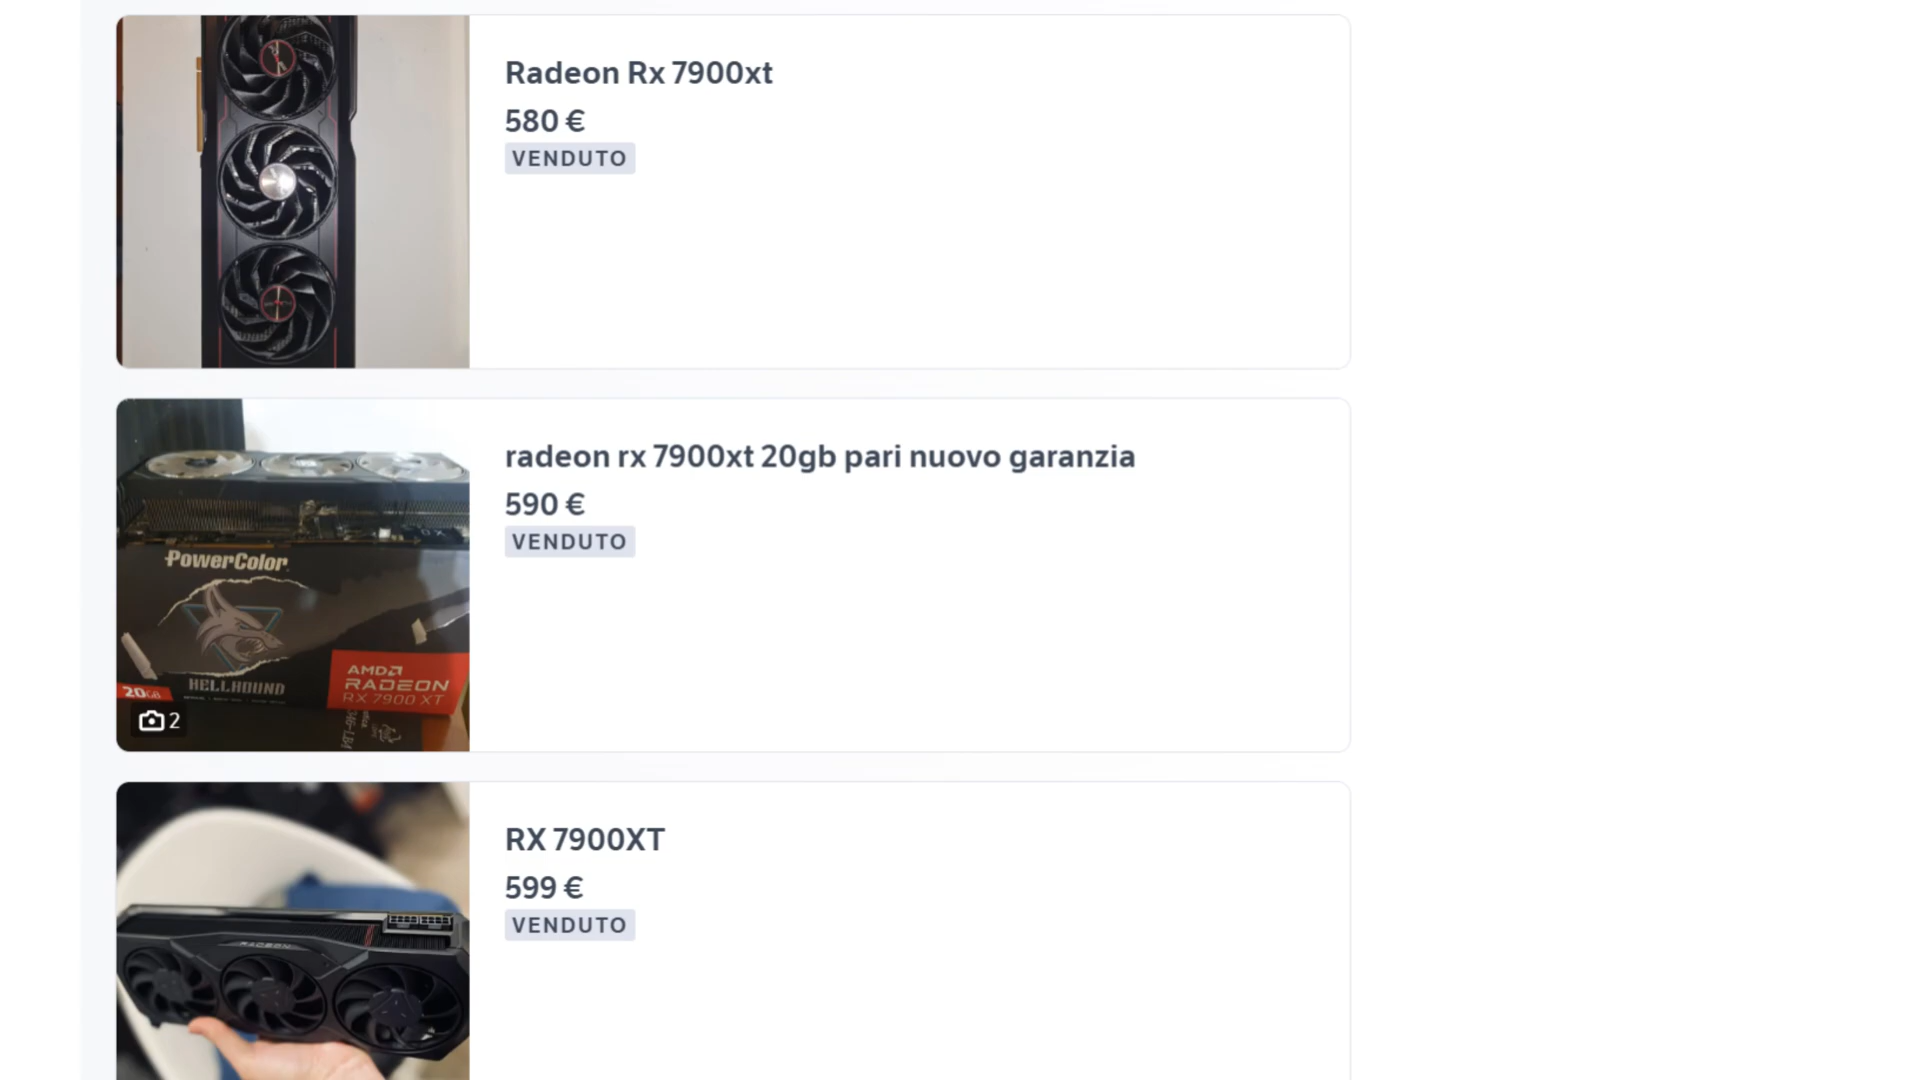 Radeon Rx 7900xt
580 €
VENDUTO
radeon rx 7900xt 20gb pari nuovo garanzia
590 €
VENDUTO
PowerColor
HELLHOUND
20GB
AMD
RADEON
RX 7900 XT
2
RX 7900XT
599 €
VENDUTO
RADEON